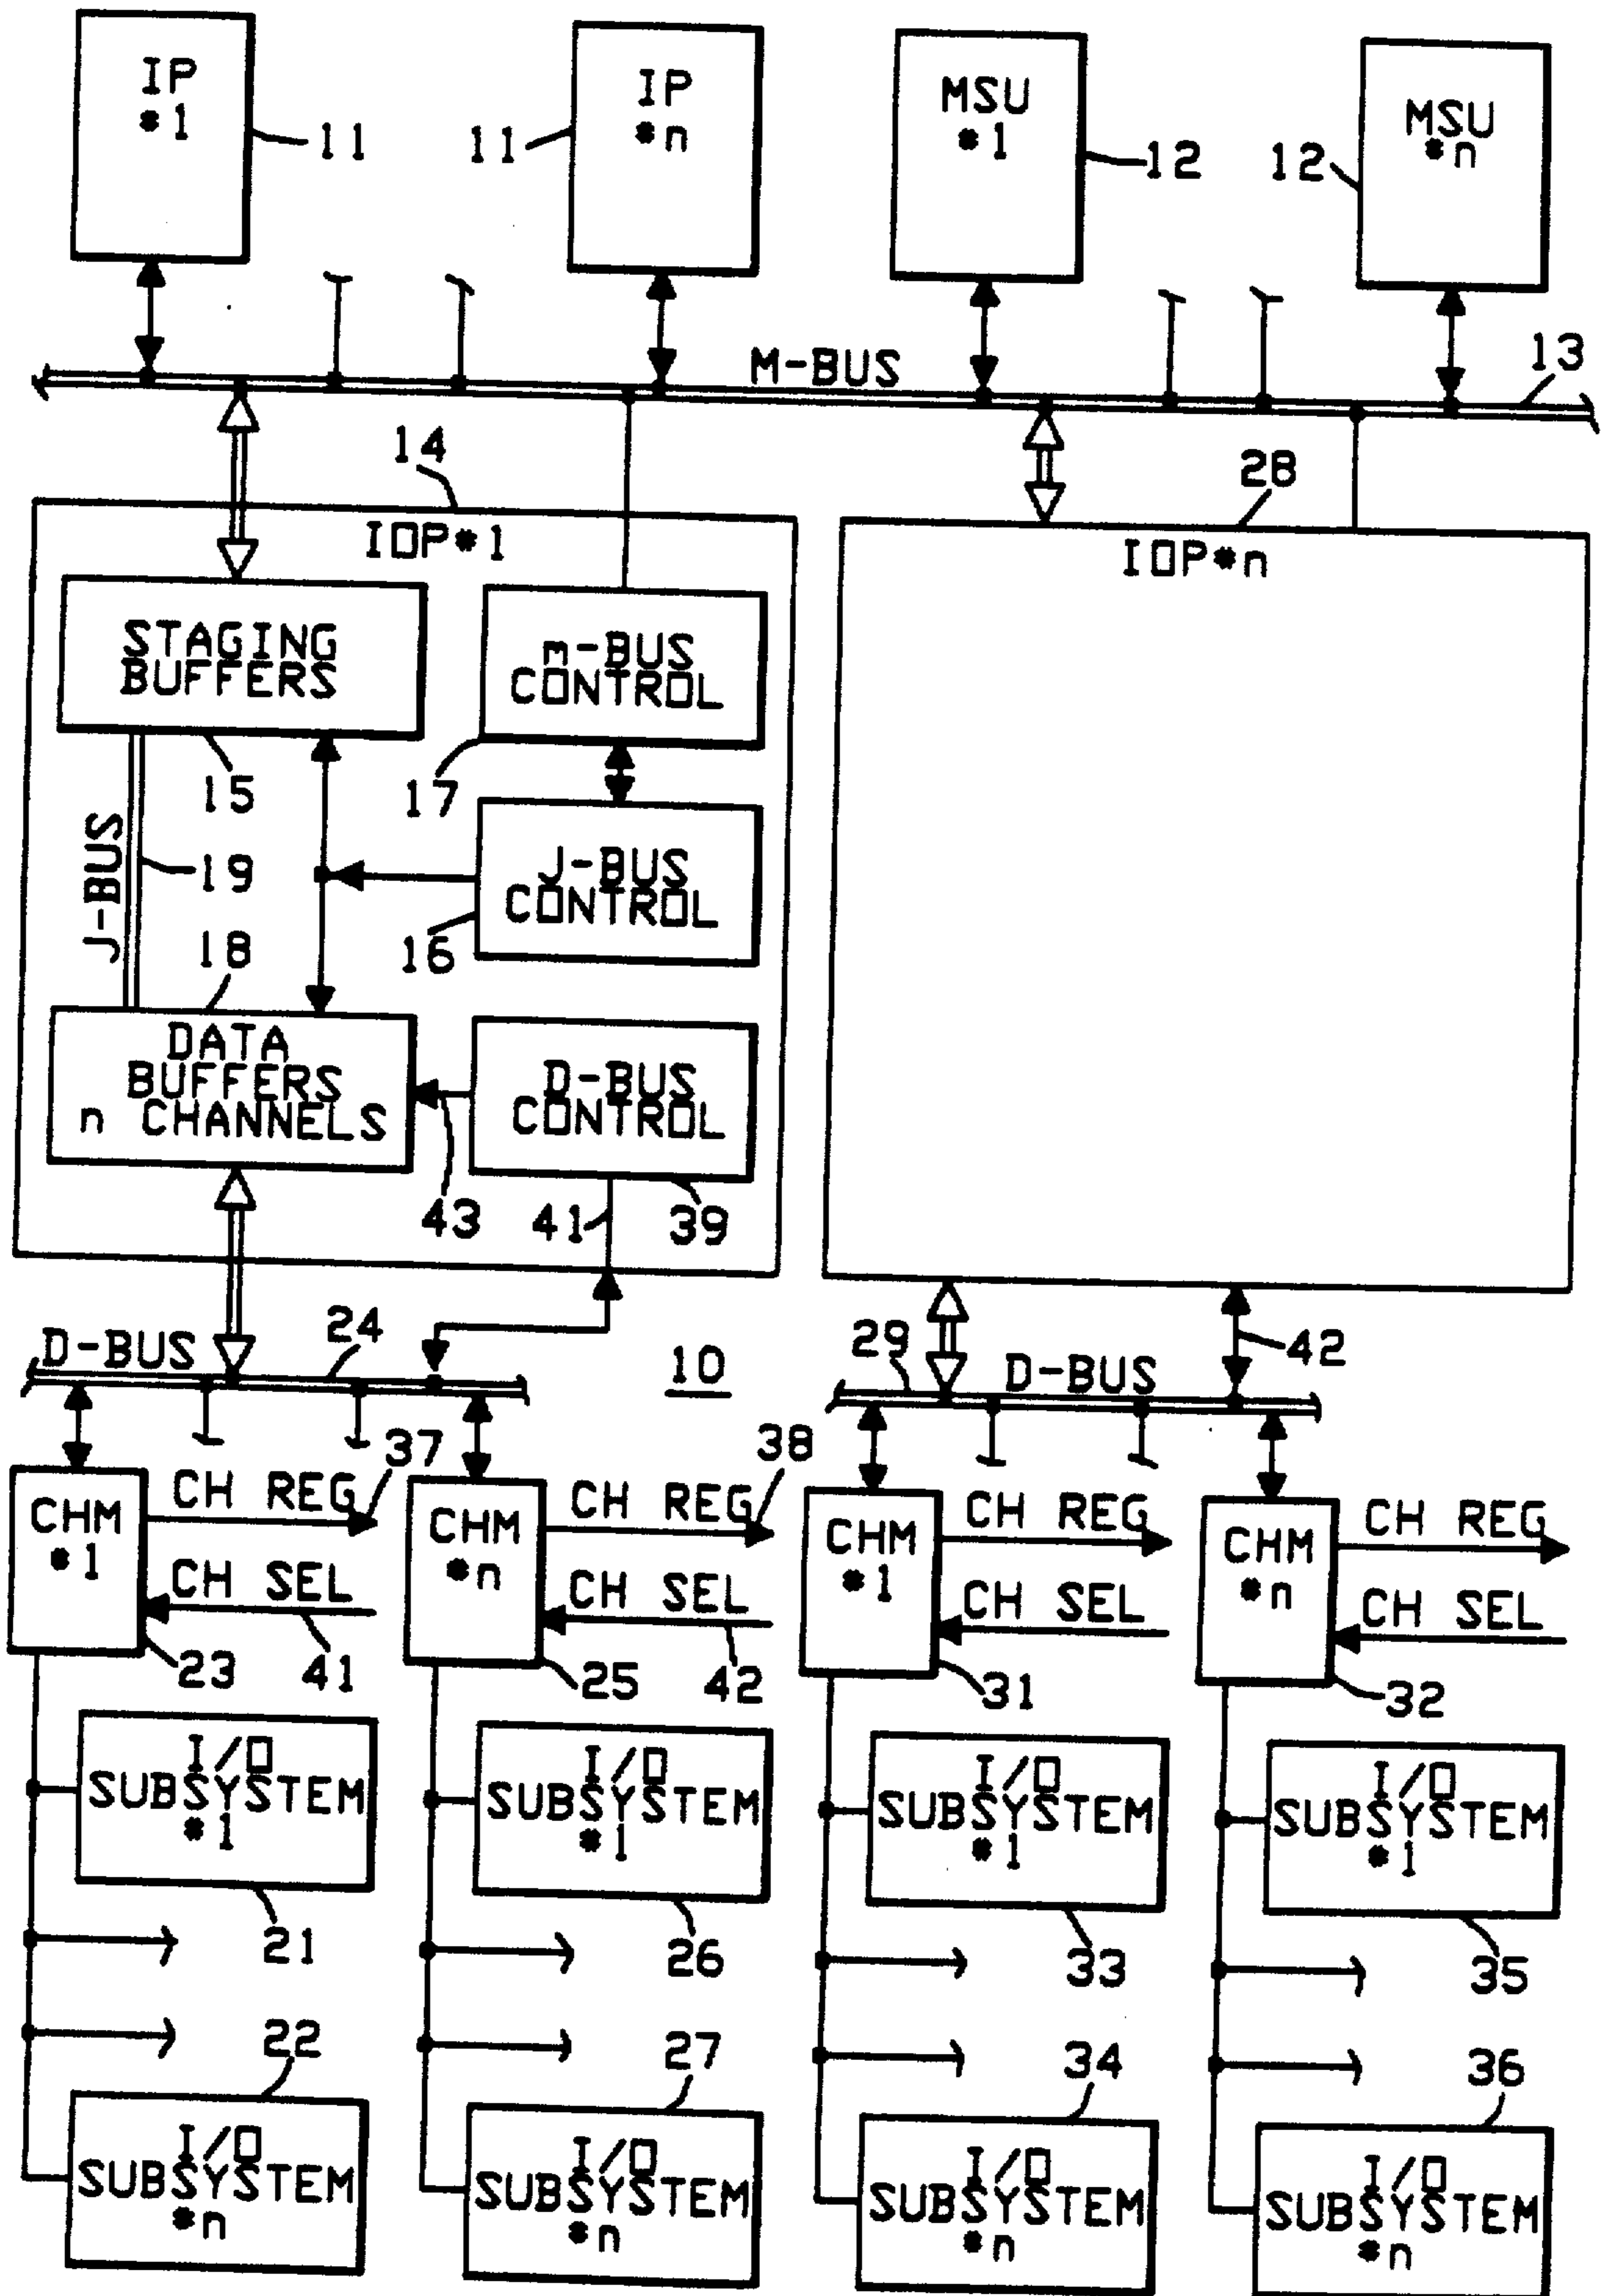 IP
*1
11
IP
*n
11
MSU
*1
12
MSU
*n
12
M-BUS
13
14
28
IOP*1
IOP*n
STAGING
BUFFERS
m-BUS
CONTROL
15
17
J-BUS
19
J-BUS
CONTROL
16
18
DATA
BUFFERS
n CHANNELS
D-BUS
CONTROL
43
41
39
D-BUS
24
10
29
D-BUS
42
CHM
*1
CH REG
37
CH SEL
41
23
CHM
*n
CH REG
38
CH SEL
42
25
CHM
*1
CH REG
CH SEL
31
CHM
*n
CH REG
CH SEL
32
I/O
SUBSYSTEM
*1
21
I/O
SUBSYSTEM
*1
26
I/O
SUBSYSTEM
*1
33
I/O
SUBSYSTEM
*1
35
22
I/O
SUBSYSTEM
*n
27
I/O
SUBSYSTEM
*n
34
I/O
SUBSYSTEM
*n
36
I/O
SUBSYSTEM
*n